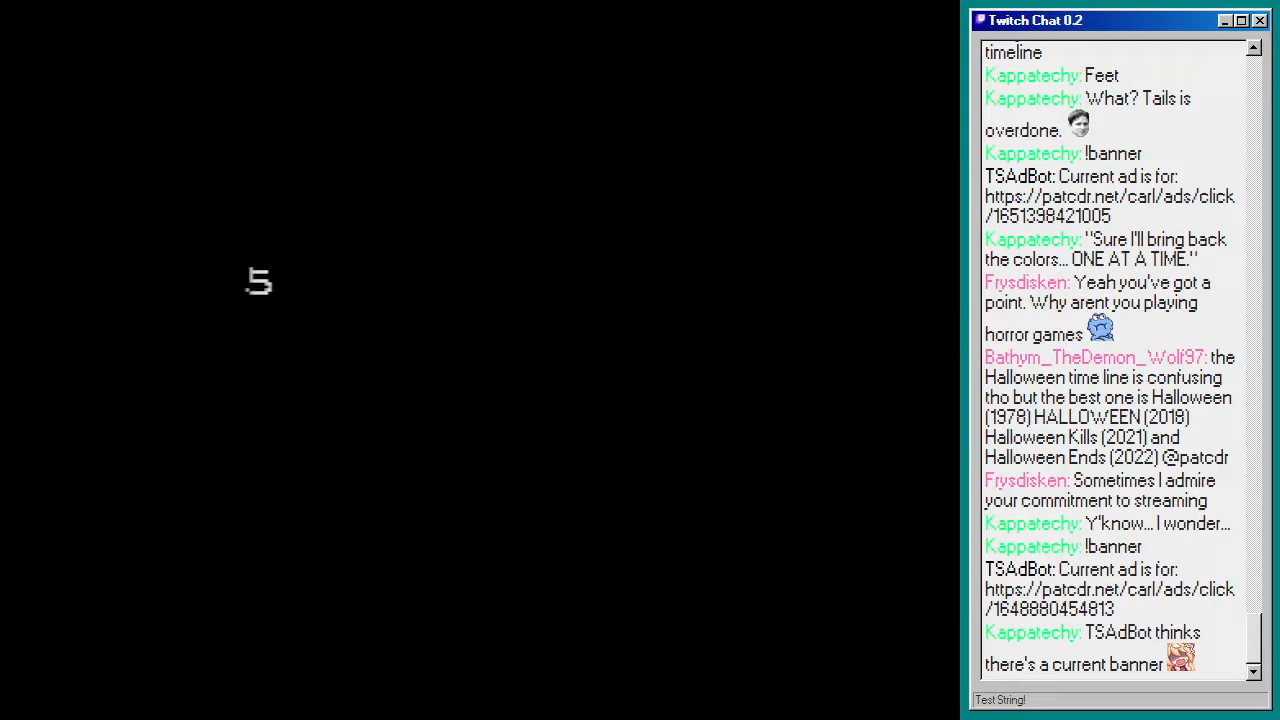 .5
Twitch Chat 0.2
timeline
Kappatechy: Feet
Kappatechy: What? Tails is
overdone.
Kappatechy: !banner
TSAdBot: Current ad is for:
https://patcdr.net/carl/ads/click
/1651398421005
Kappatechy: "Sure I'll bring back
the colors... ONE AT A TIME."
Frysdisken: Yeah you've got a
point. Why arent you playing
horror games
Bathym_TheDemon_Wolf97: the
Halloween time line is confusing
tho but the best one is Halloween
(1978) HALLOWEEN (2018)
Halloween Kills (2021) and
Halloween Ends (2022) @patcdr
Frysdisken: Sometimes I admire
your commitment to streaming
Kappatechy: Y'know... I wonder...
Kappatechy: !banner
TSAdBot: Current ad is for:
https://patcdr.net/carl/ads/click
/1648880454813
Kappatechy: TSAdBot thinks
there's a current banner
Test String!